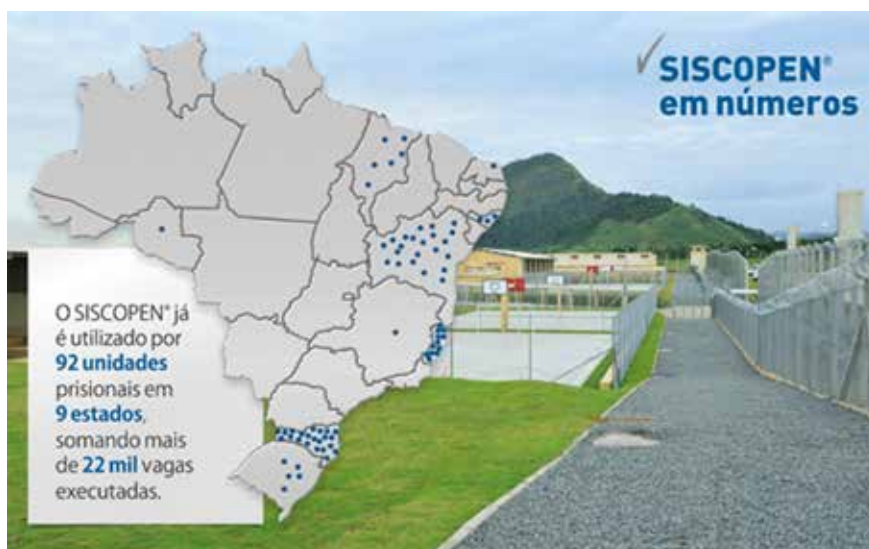 SISCOPEN®
em números
O SISCOPEN® já
é utilizado por
92 unidades
prisionais em
9 estados,
somando mais
de 22 mil vagas
executadas.